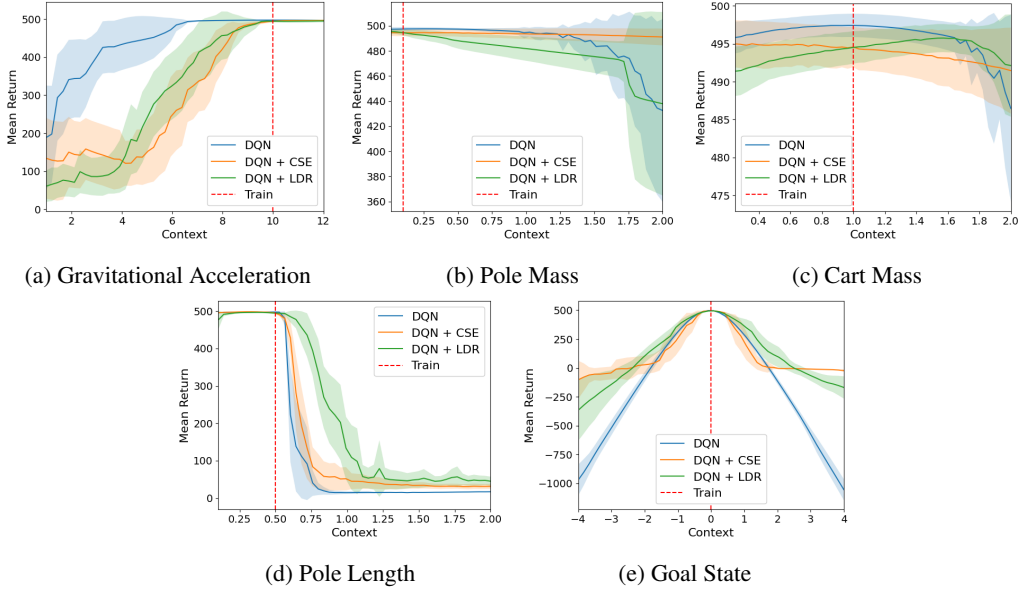 500
400
300
200
100
0
Mean Return
2
4
6
8
10
12
Context
DQN
DQN + CSE
DQN + LDR
Train
(a) Gravitational Acceleration
500
480
460
440
420
400
380
360
Mean Return
0.25
0.50
0.75
1.00
1.25
1.50
1.75
2.00
Context
DQN
DQN + CSE
DQN + LDR
Train
(b) Pole Mass
500
495
490
485
480
475
Mean Return
0.4
0.6
0.8
1.0
1.2
1.4
1.6
1.8
2.0
Context
DQN
DQN + CSE
DQN + LDR
Train
(c) Cart Mass
500
400
300
200
100
0
Mean Return
0.25
0.50
0.75
1.00
1.25
1.50
1.75
2.00
Context
DQN
DQN + CSE
DQN + LDR
Train
(d) Pole Length
500
250
0
−250
−500
−750
−1000
Mean Return
−4
−3
−2
−1
0
1
2
3
4
Context
DQN
DQN + CSE
DQN + LDR
Train
(e) Goal State